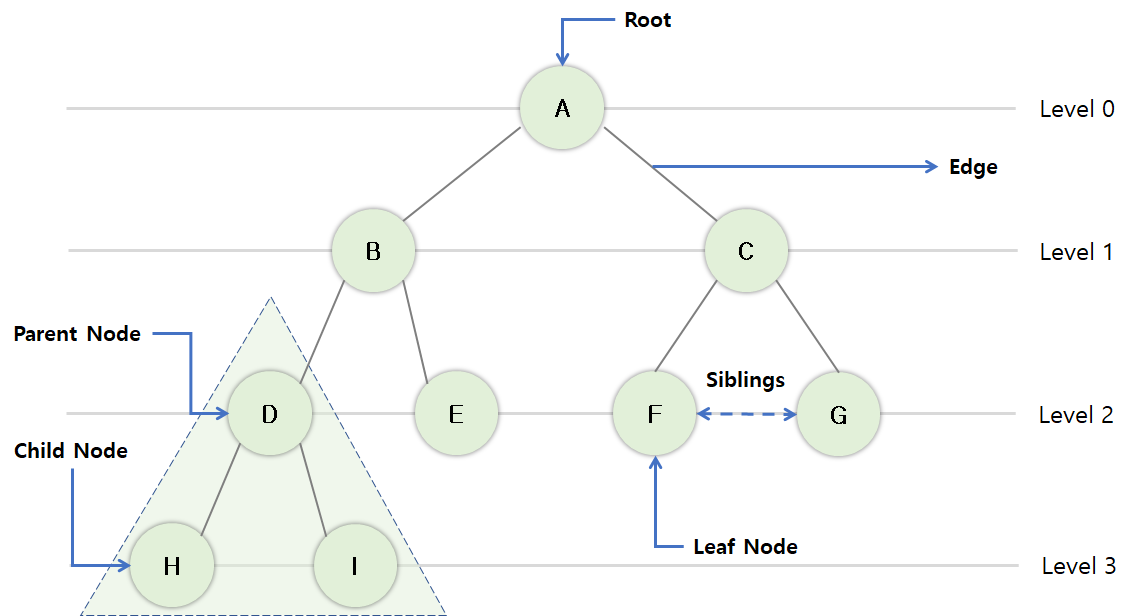 Root
A
Level 0
Edge
B
C
Level 1
Parent Node
Siblings
D
E
F
G
Level 2
Child Node
Leaf Node
H
I
Level 3